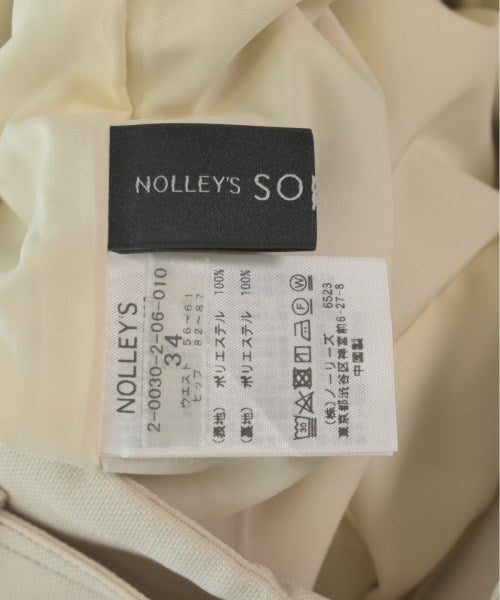 NOLLEY'S SO
NOLLEY'S
2-0030-2-06-010
34
ウエスト 56〜61
ヒップ 82〜87
(表地) ポリエステル 100%
(裏地) ポリエステル 100%
30
W
(株)ノーリーズ 6523
東京都渋谷区神宮前6-27-8
中国製